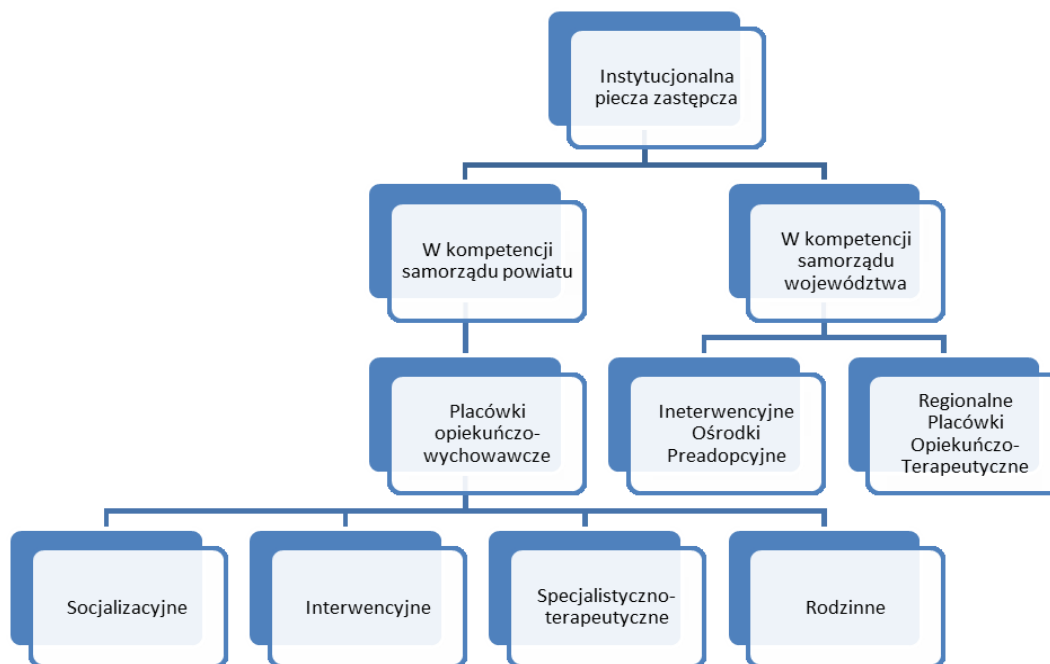 Instytucjonalna
piecza zastępcza
W kompetencji
samorządu powiatu
W kompetencji
samorządu
województwa
Placówki
opiekuńczo-
wychowawcze
Ineterwencyjne
Ośrodki
Preadopcyjne
Regionalne
Placówki
Opiekuńczo-
Terapeutyczne
Socjalizacyjne
Interwencyjne
Specjalistyczno-
terapeutyczne
Rodzinne